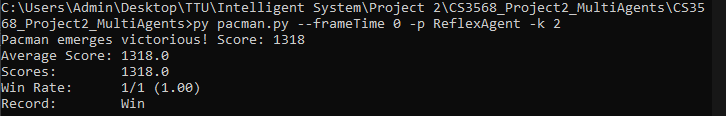 C:\Users\Admin\Desktop\TTU\Intelligent System\Project 2\CS3568_Project2_MultiAgents\CS35
68_Project2_MultiAgents>py pacman.py --frameTime 0 -p ReflexAgent -k 2
Pacman emerges victorious! Score: 1318
Average Score: 1318.0
Scores:        1318.0
Win Rate:      1/1 (1.00)
Record:        Win